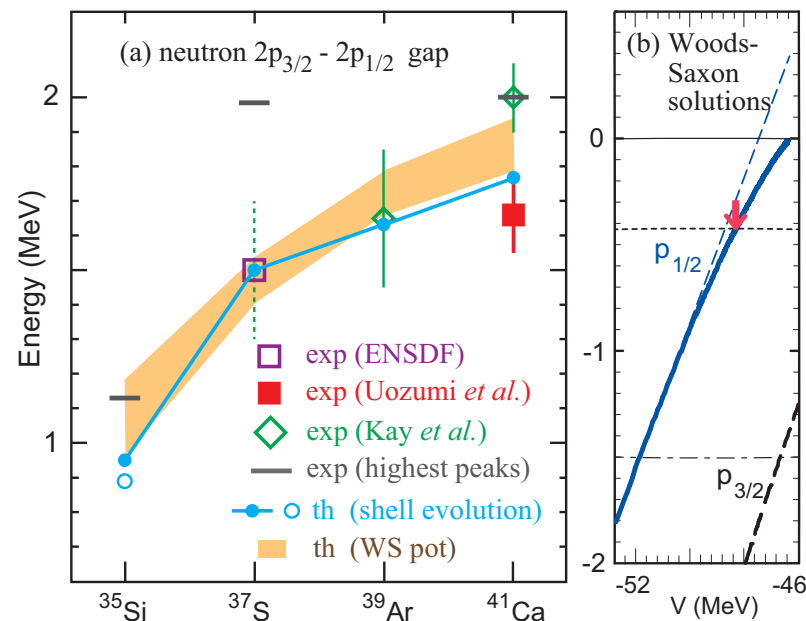 (a) neutron 2p3/2 - 2p1/2 gap
Energy (MeV)
2
1
exp (ENSDF)
exp (Uozumi et al.)
exp (Kay et al.)
exp (highest peaks)
th (shell evolution)
th (WS pot)
35Si
37S
39Ar
41Ca
(b) Woods-
Saxon
solutions
0
-1
-2
p1/2
p3/2
-52
-46
V (MeV)